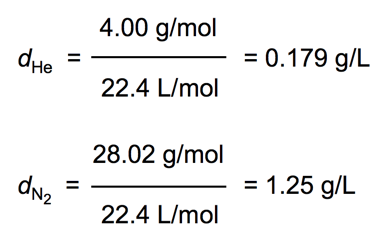 4.00 g/mol
d_He = = 0.179 g/L
22.4 L/mol
28.02 g/mol
d_N₂ = = 1.25 g/L
22.4 L/mol